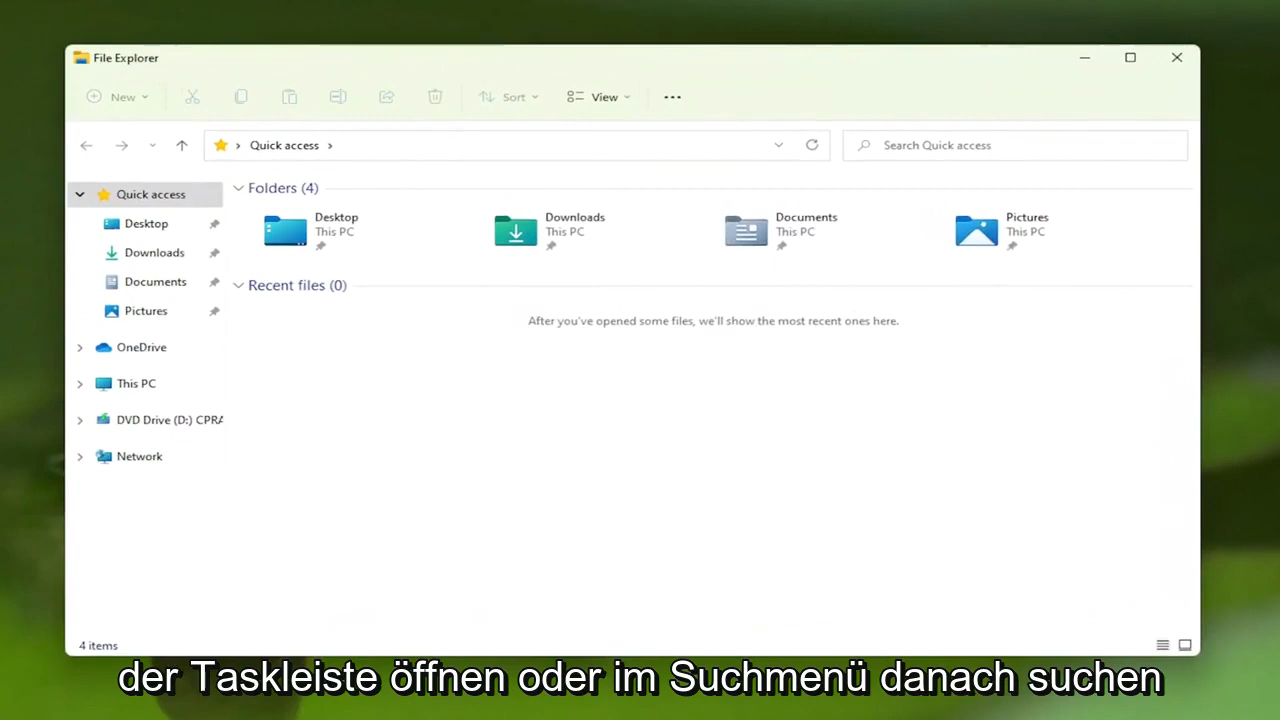 File Explorer
New
Sort
View
Quick access
Search Quick access
Quick access
Desktop
Downloads
Documents
Pictures
OneDrive
This PC
DVD Drive (D:) CPRA
Network
Folders (4)
Desktop
This PC
Downloads
This PC
Documents
This PC
Pictures
This PC
Recent files (0)
After you've opened some files, we'll show the most recent ones here.
4 items
der Taskleiste öffnen oder im Suchmenü danach suchen